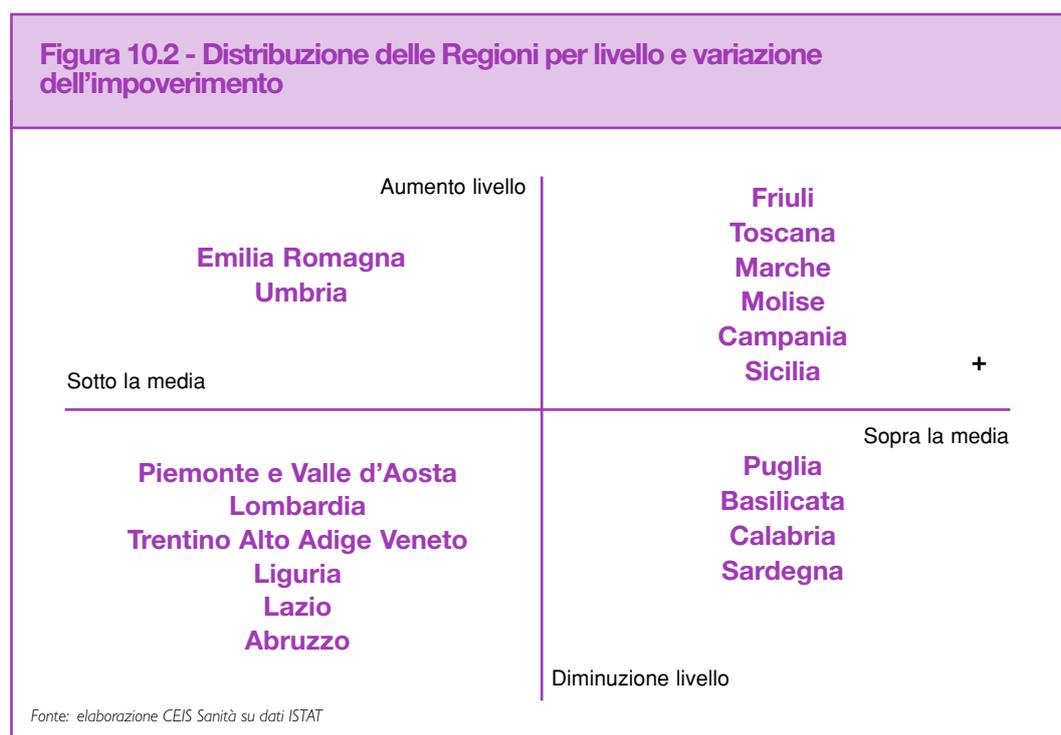 Figura 10.2 - Distribuzione delle Regioni per livello e variazione
dell'impoverimento
Aumento livello
Emilia Romagna
Umbria
Friuli
Toscana
Marche
Molise
Campania
Sicilia
+
Sotto la media
Sopra la media
Piemonte e Valle d'Aosta
Lombardia
Trentino Alto Adige Veneto
Liguria
Lazio
Abruzzo
Puglia
Basilicata
Calabria
Sardegna
Diminuzione livello
Fonte: elaborazione CEIS Sanità su dati ISTAT